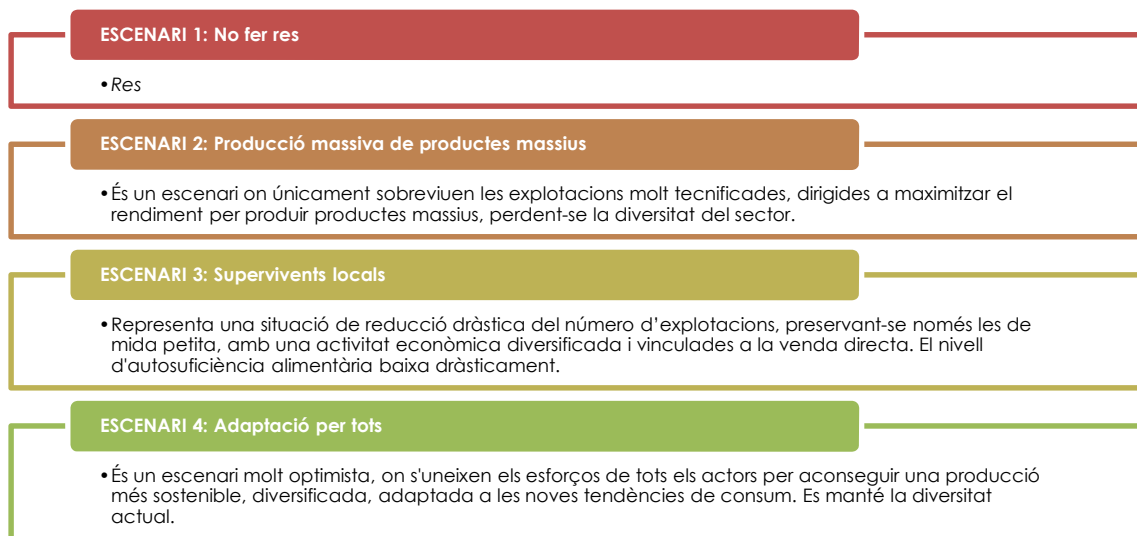 ESCENARI 1: No fer res
•Res
ESCENARI 2: Producció massiva de productes massius
•És un escenari on únicament sobreviuen les explotacions molt tecnificades, dirigides a maximitzar el
rendiment per produir productes massius, perdent-se la diversitat del sector.
ESCENARI 3: Supervivents locals
•Representa una situació de reducció dràstica del número d’explotacions, preservant-se només les de
mida petita, amb una activitat econòmica diversificada i vinculades a la venda directa. El nivell
d'autosuficiència alimentària baixa dràsticament.
ESCENARI 4: Adaptació per tots
•És un escenari molt optimista, on s'uneixen els esforços de tots els actors per aconseguir una producció
més sostenible, diversificada, adaptada a les noves tendències de consum. Es manté la diversitat
actual.